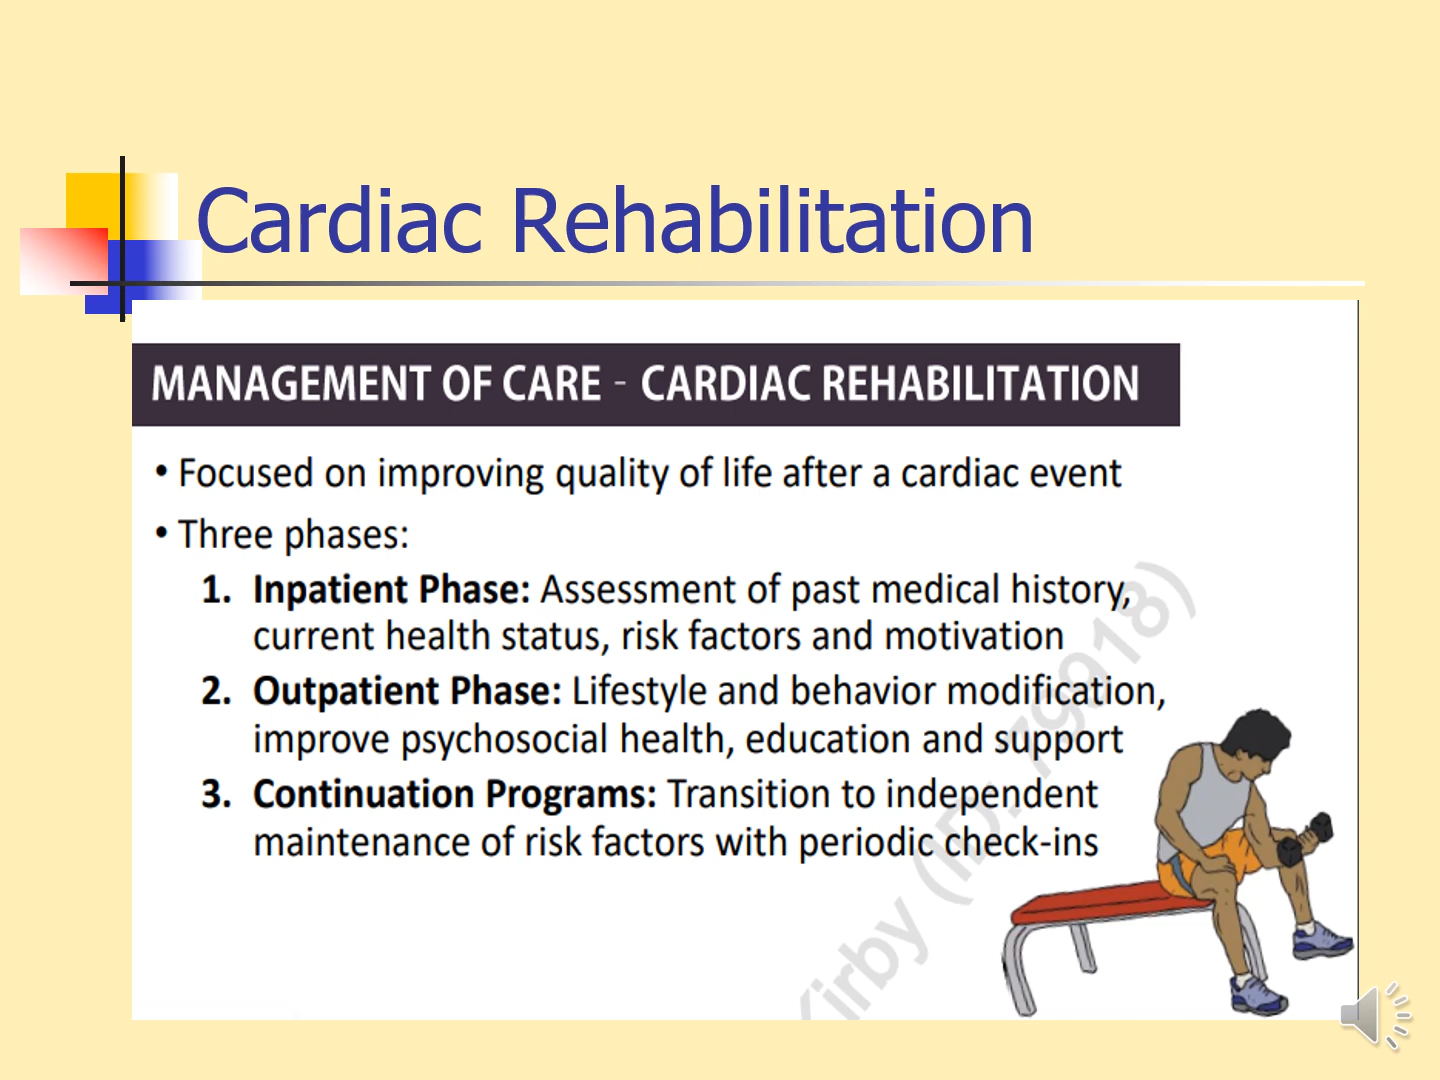 Cardiac Rehabilitation
MANAGEMENT OF CARE - CARDIAC REHABILITATION
• Focused on improving quality of life after a cardiac event
• Three phases:
1. Inpatient Phase: Assessment of past medical history,
current health status, risk factors and motivation
2. Outpatient Phase: Lifestyle and behavior modification,
improve psychosocial health, education and support
3. Continuation Programs: Transition to independent
maintenance of risk factors with periodic check-ins
Kirby (ID: 79918)